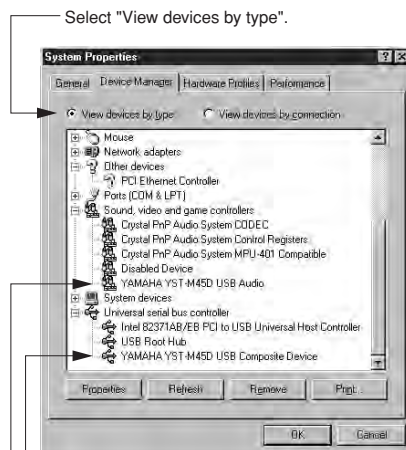 Select "View devices by type".
System Properties
General Device Manager Hardware Profiles Performance
View devices by type View devices by connection
Mouse
Network adapters
Other devices
PCI Ethernet Controller
Ports (COM & LPT)
Sound, video and game controllers
Crystal PnP Audio System CODEC
Crystal PnP Audio System Control Registers
Crystal PnP Audio System MPU-401 Compatible
Disabled Device
YAMAHA YST-M45D USB Audio
System devices
Universal serial bus controller
Intel 82371AB/EB PCI to USB Universal Host Controller
USB Root Hub
YAMAHA YST-M45D USB Composite Device
Properties Refresh Remove Print...
OK Cancel